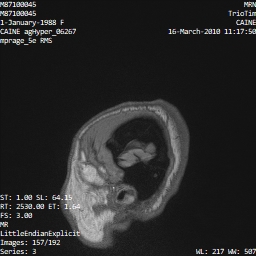 M87100045 MRN
M87100045 TrioTim
1-January-1988 F CAINE
CAINE agHyper_06267 16-March-2010 11:17:50
mprage_5e RMS
ST: 1.00 SL: 64.15
RT: 2530.00 ET: 1.64
FS: 3.00
MR
LittleEndianExplicit
Images: 157/192
Series: 3 WL: 217 WW: 507